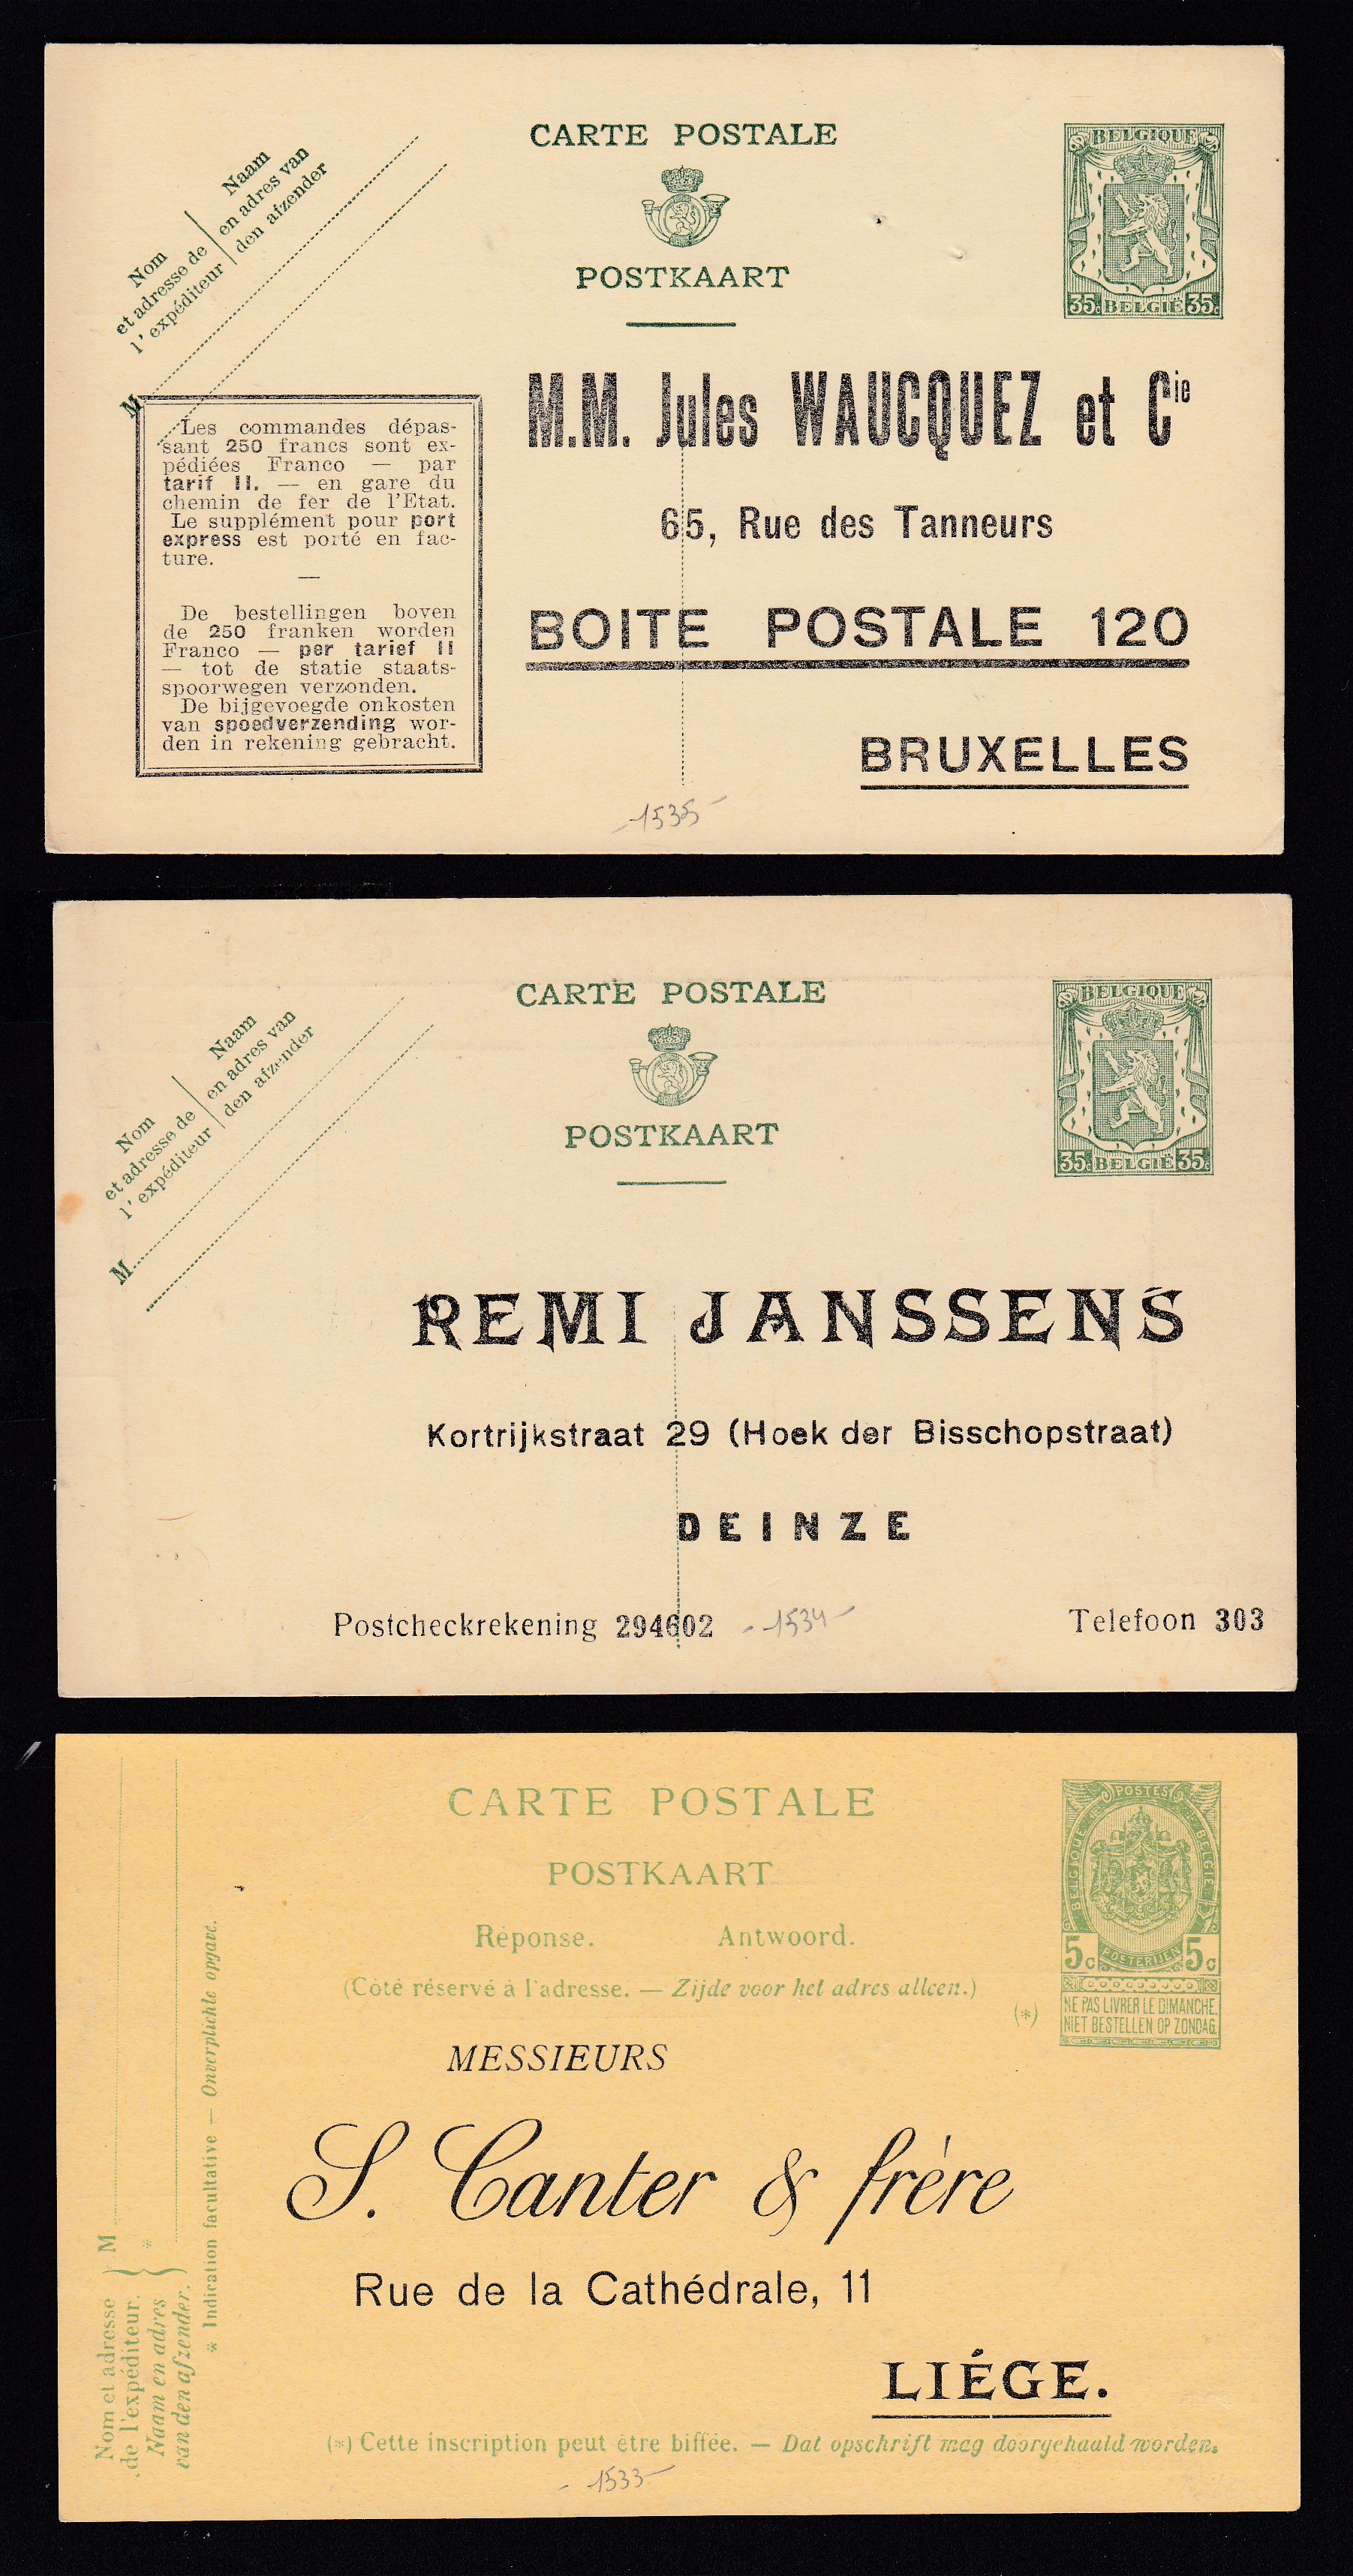 CARTE POSTALE
POSTKAART
BELGIQUE
35c BELGIË 35c
Nom
et adresse de
l'expéditeur
Naam
en adres van
den afzender
M
Les commandes dépas-
sant 250 francs sont ex-
pédiées Franco — par
tarif II. — en gare du
chemin de fer de l'Etat.
Le supplément pour port
express est porté en fac-
ture.
—
De bestellingen boven
de 250 franken worden
Franco — per tarief II
— tot de statie staats-
spoorwegen verzonden.
De bijgevoegde onkosten
van spoedverzending wor-
den in rekening gebracht.
M.M. Jules WAUCQUEZ et Cie
65, Rue des Tanneurs
BOITE POSTALE 120
BRUXELLES
-1535-
CARTE POSTALE
POSTKAART
BELGIQUE
35c BELGIË 35c
Nom
et adresse de
l'expéditeur
Naam
en adres van
den afzender
M
REMI JANSSENS
Kortrijkstraat 29 (Hoek der Bisschopstraat)
DEINZE
Postcheckrekening 294602 -1534- Telefoon 303
CARTE POSTALE
POSTKAART
Réponse. Antwoord.
(Côté réservé à l'adresse. — Zijde voor het adres alleen.)
POSTES
BELGIQUE BELGIË
5c POSTERIJEN 5c
(*)
NE PAS LIVRER LE DIMANCHE.
NIET BESTELLEN OP ZONDAG.
Nom et adresse
de l'expéditeur. M
Naam en adres
van den afzender. *
* Indication facultative — Onverplichte opgave.
MESSIEURS
S. Canter & frère
Rue de la Cathédrale, 11
LIÉGE.
(*) Cette inscription peut être biffée. — Dat opschrift mag doorgehaald worden.
-1533-